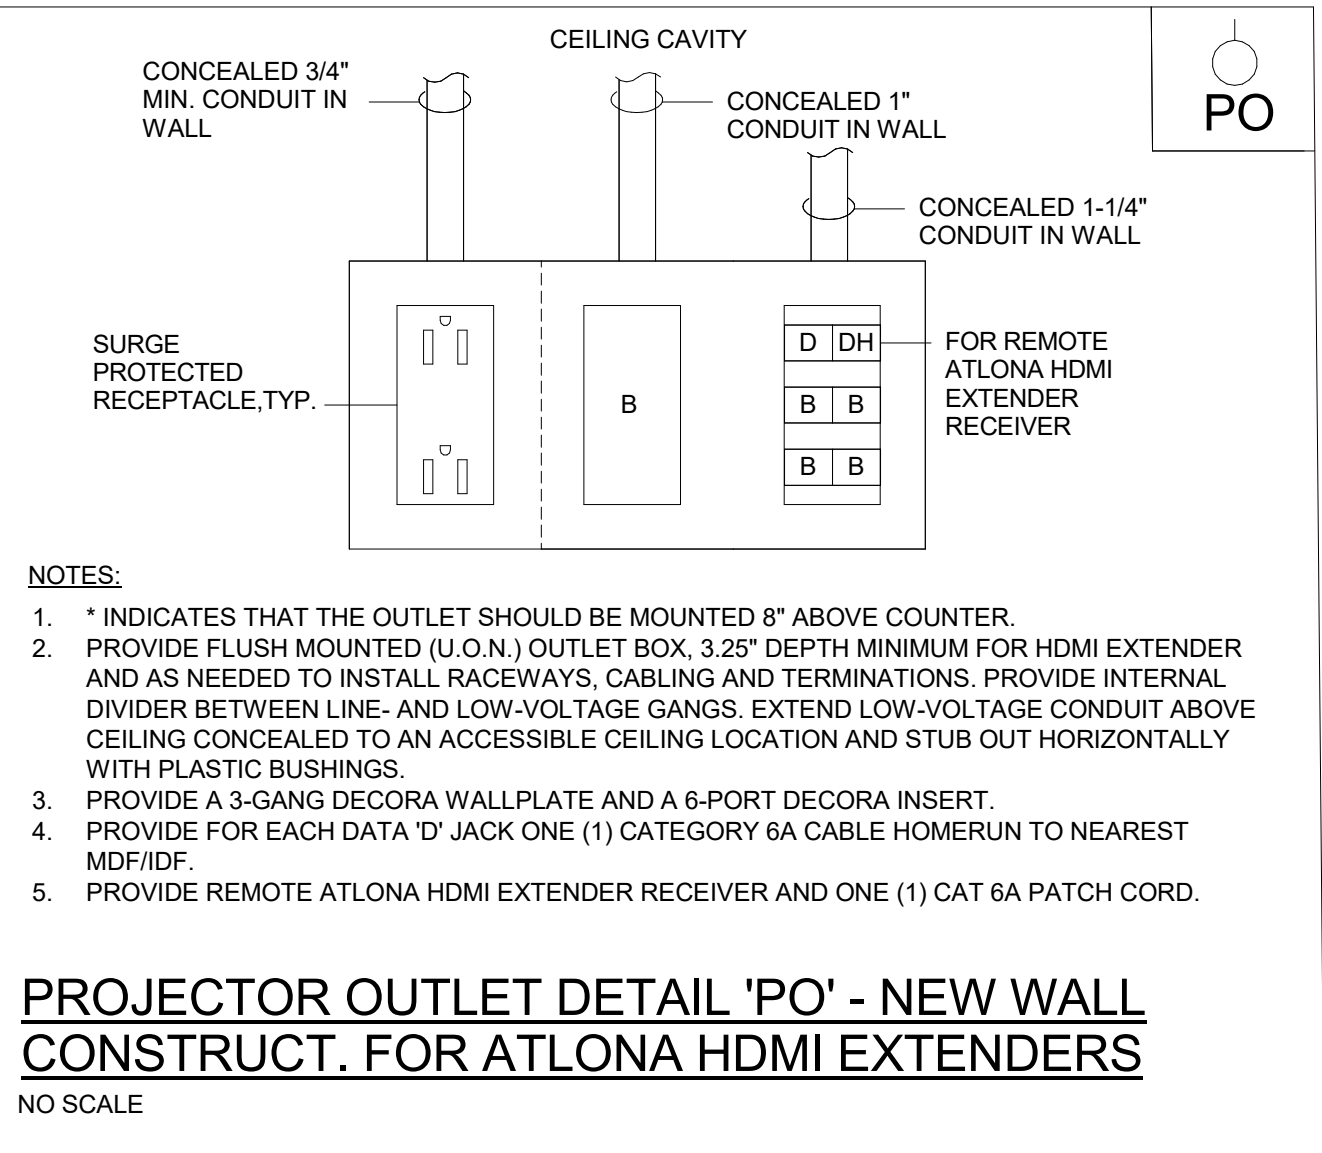 CEILING CAVITY
CONCEALED 3/4"
MIN. CONDUIT IN
WALL
CONCEALED 1"
CONDUIT IN WALL
PO
CONCEALED 1-1/4"
CONDUIT IN WALL
SURGE
PROTECTED
RECEPTACLE,TYP.
B
D DH
B B
B B
FOR REMOTE
ATLONA HDMI
EXTENDER
RECEIVER
NOTES:
1. * INDICATES THAT THE OUTLET SHOULD BE MOUNTED 8" ABOVE COUNTER.
2. PROVIDE FLUSH MOUNTED (U.O.N.) OUTLET BOX, 3.25" DEPTH MINIMUM FOR HDMI EXTENDER
AND AS NEEDED TO INSTALL RACEWAYS, CABLING AND TERMINATIONS. PROVIDE INTERNAL
DIVIDER BETWEEN LINE- AND LOW-VOLTAGE GANGS. EXTEND LOW-VOLTAGE CONDUIT ABOVE
CEILING CONCEALED TO AN ACCESSIBLE CEILING LOCATION AND STUB OUT HORIZONTALLY
WITH PLASTIC BUSHINGS.
3. PROVIDE A 3-GANG DECORA WALLPLATE AND A 6-PORT DECORA INSERT.
4. PROVIDE FOR EACH DATA 'D' JACK ONE (1) CATEGORY 6A CABLE HOMERUN TO NEAREST
MDF/IDF.
5. PROVIDE REMOTE ATLONA HDMI EXTENDER RECEIVER AND ONE (1) CAT 6A PATCH CORD.
PROJECTOR OUTLET DETAIL 'PO' - NEW WALL
CONSTRUCT. FOR ATLONA HDMI EXTENDERS
NO SCALE